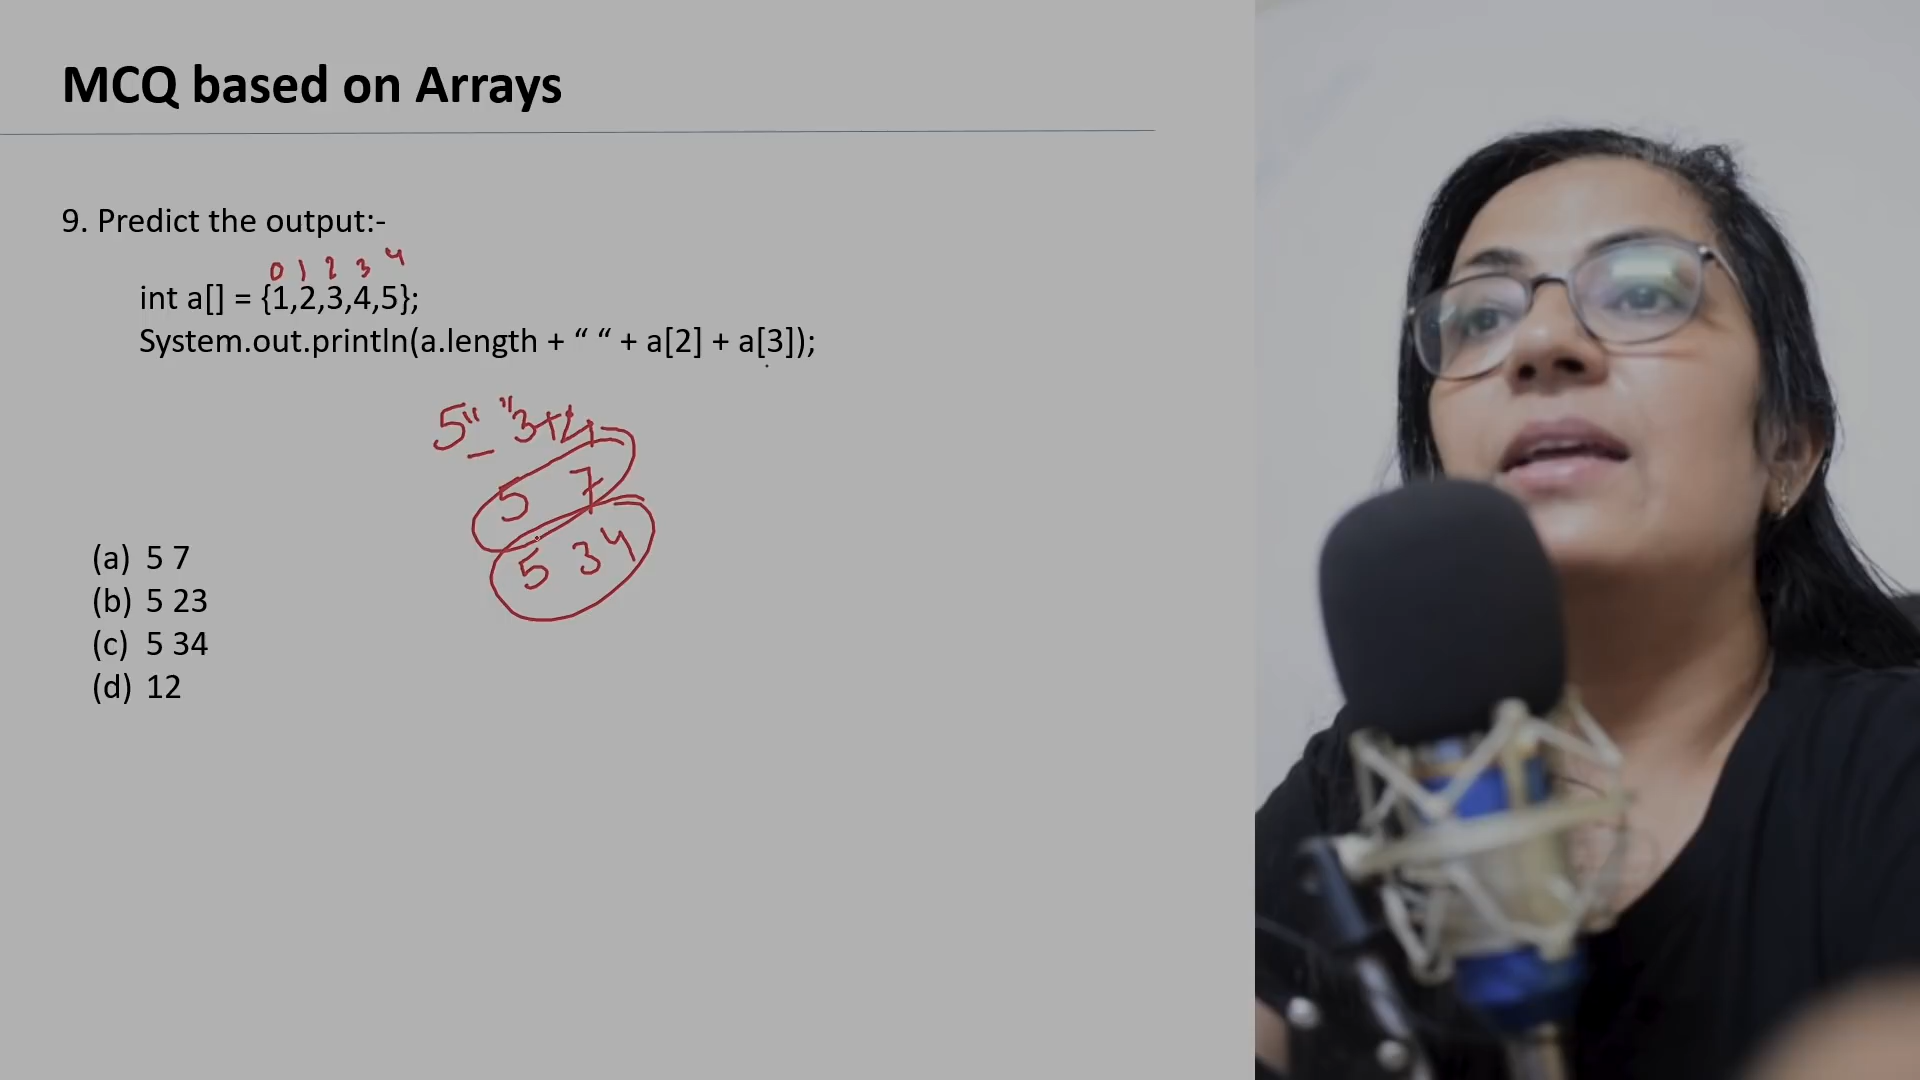 MCQ based on Arrays
9. Predict the output:-
0 1 2 3 4
int a[] = {1,2,3,4,5};
System.out.println(a.length + “ “ + a[2] + a[3]);
5" "3+4
5 7
5 34
(a) 5 7
(b) 5 23
(c) 5 34
(d) 12